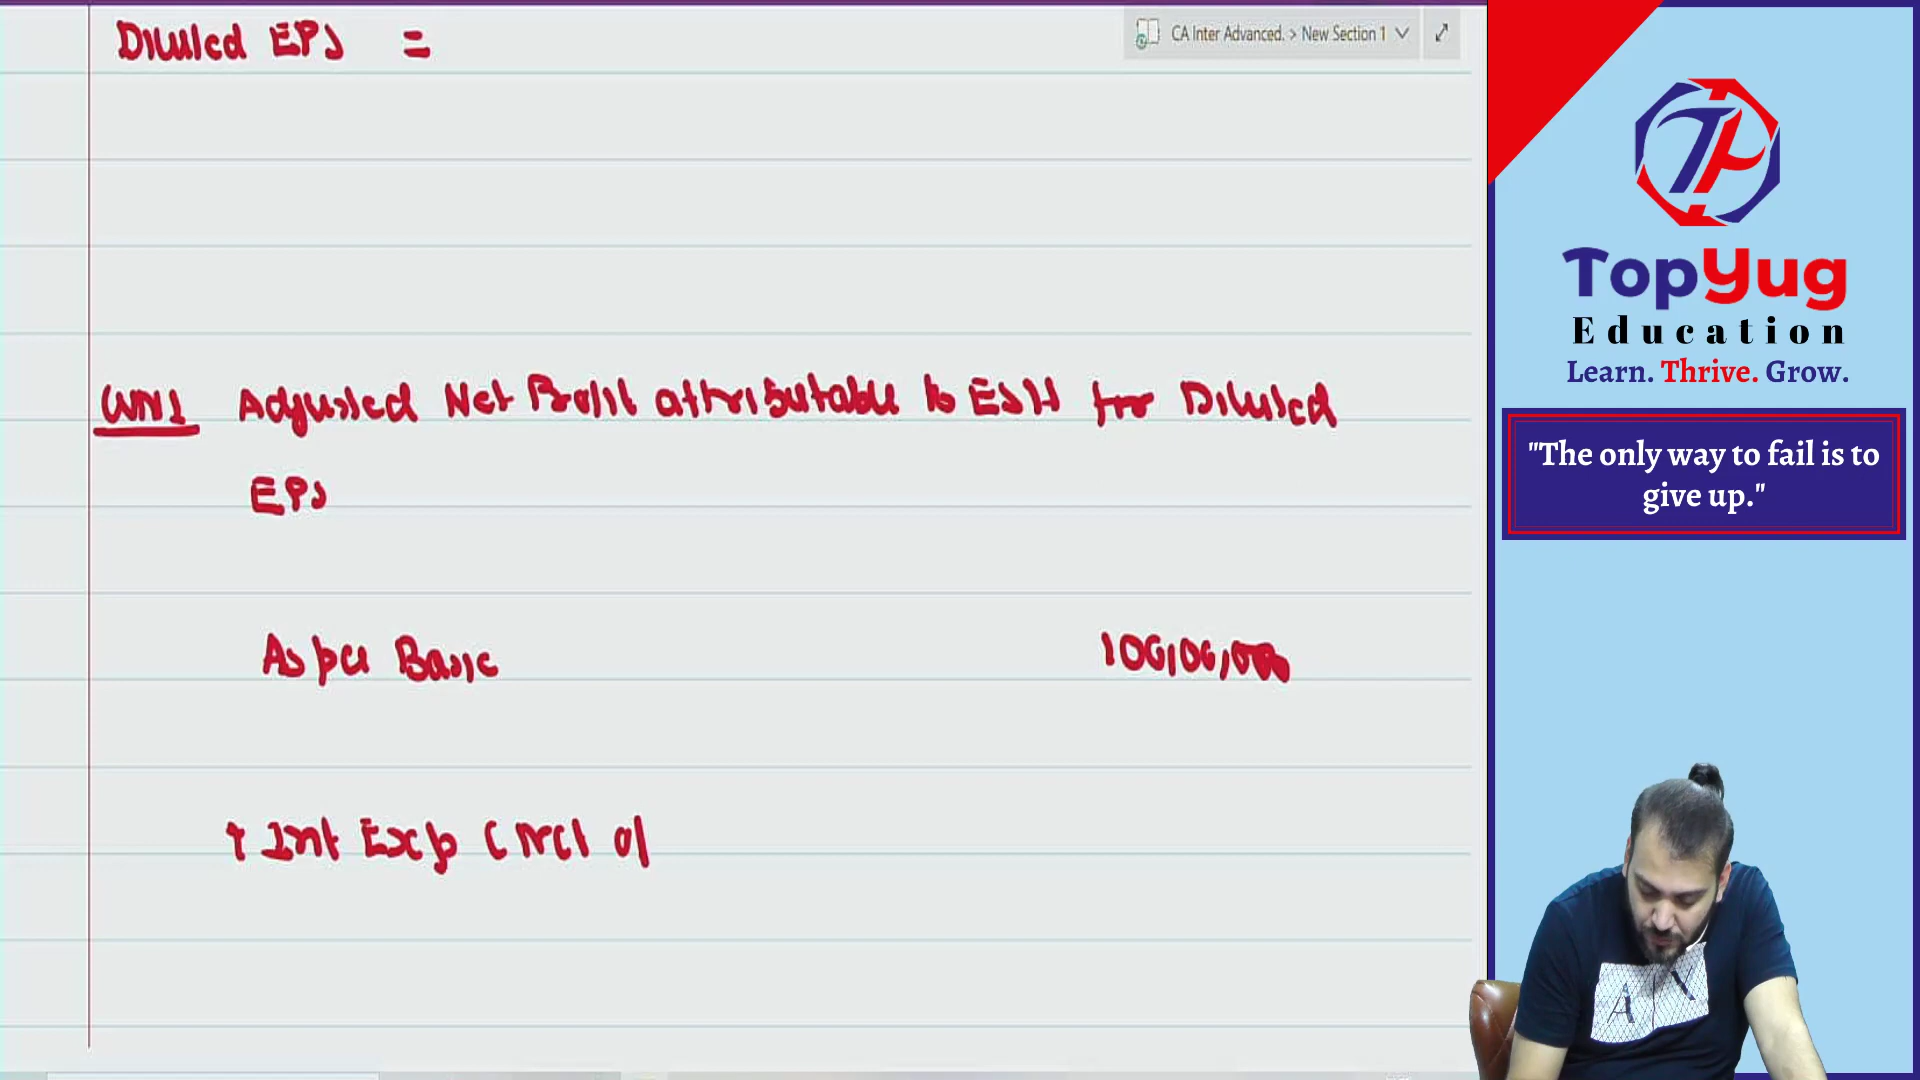 Diluted EPS =
CA Inter Advanced. > New Section 1
WN1 Adjusted Net Profit attributable to ESH for Diluted
EPS
As per Basic 100,00,000
+ Int Exp ( Net of
TopYug
Education
Learn. Thrive. Grow.
"The only way to fail is to
give up."
A X